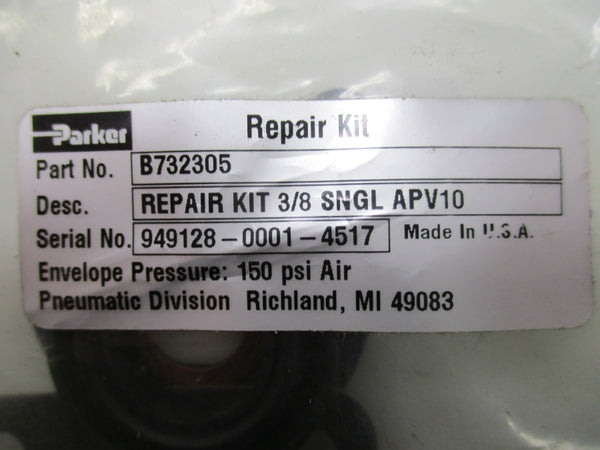 Parker Repair Kit
Part No. B732305
Desc. REPAIR KIT 3/8 SNGL APV10
Serial No. 949128-0001-4517 Made In U.S.A.
Envelope Pressure: 150 psi Air
Pneumatic Division Richland, MI 49083